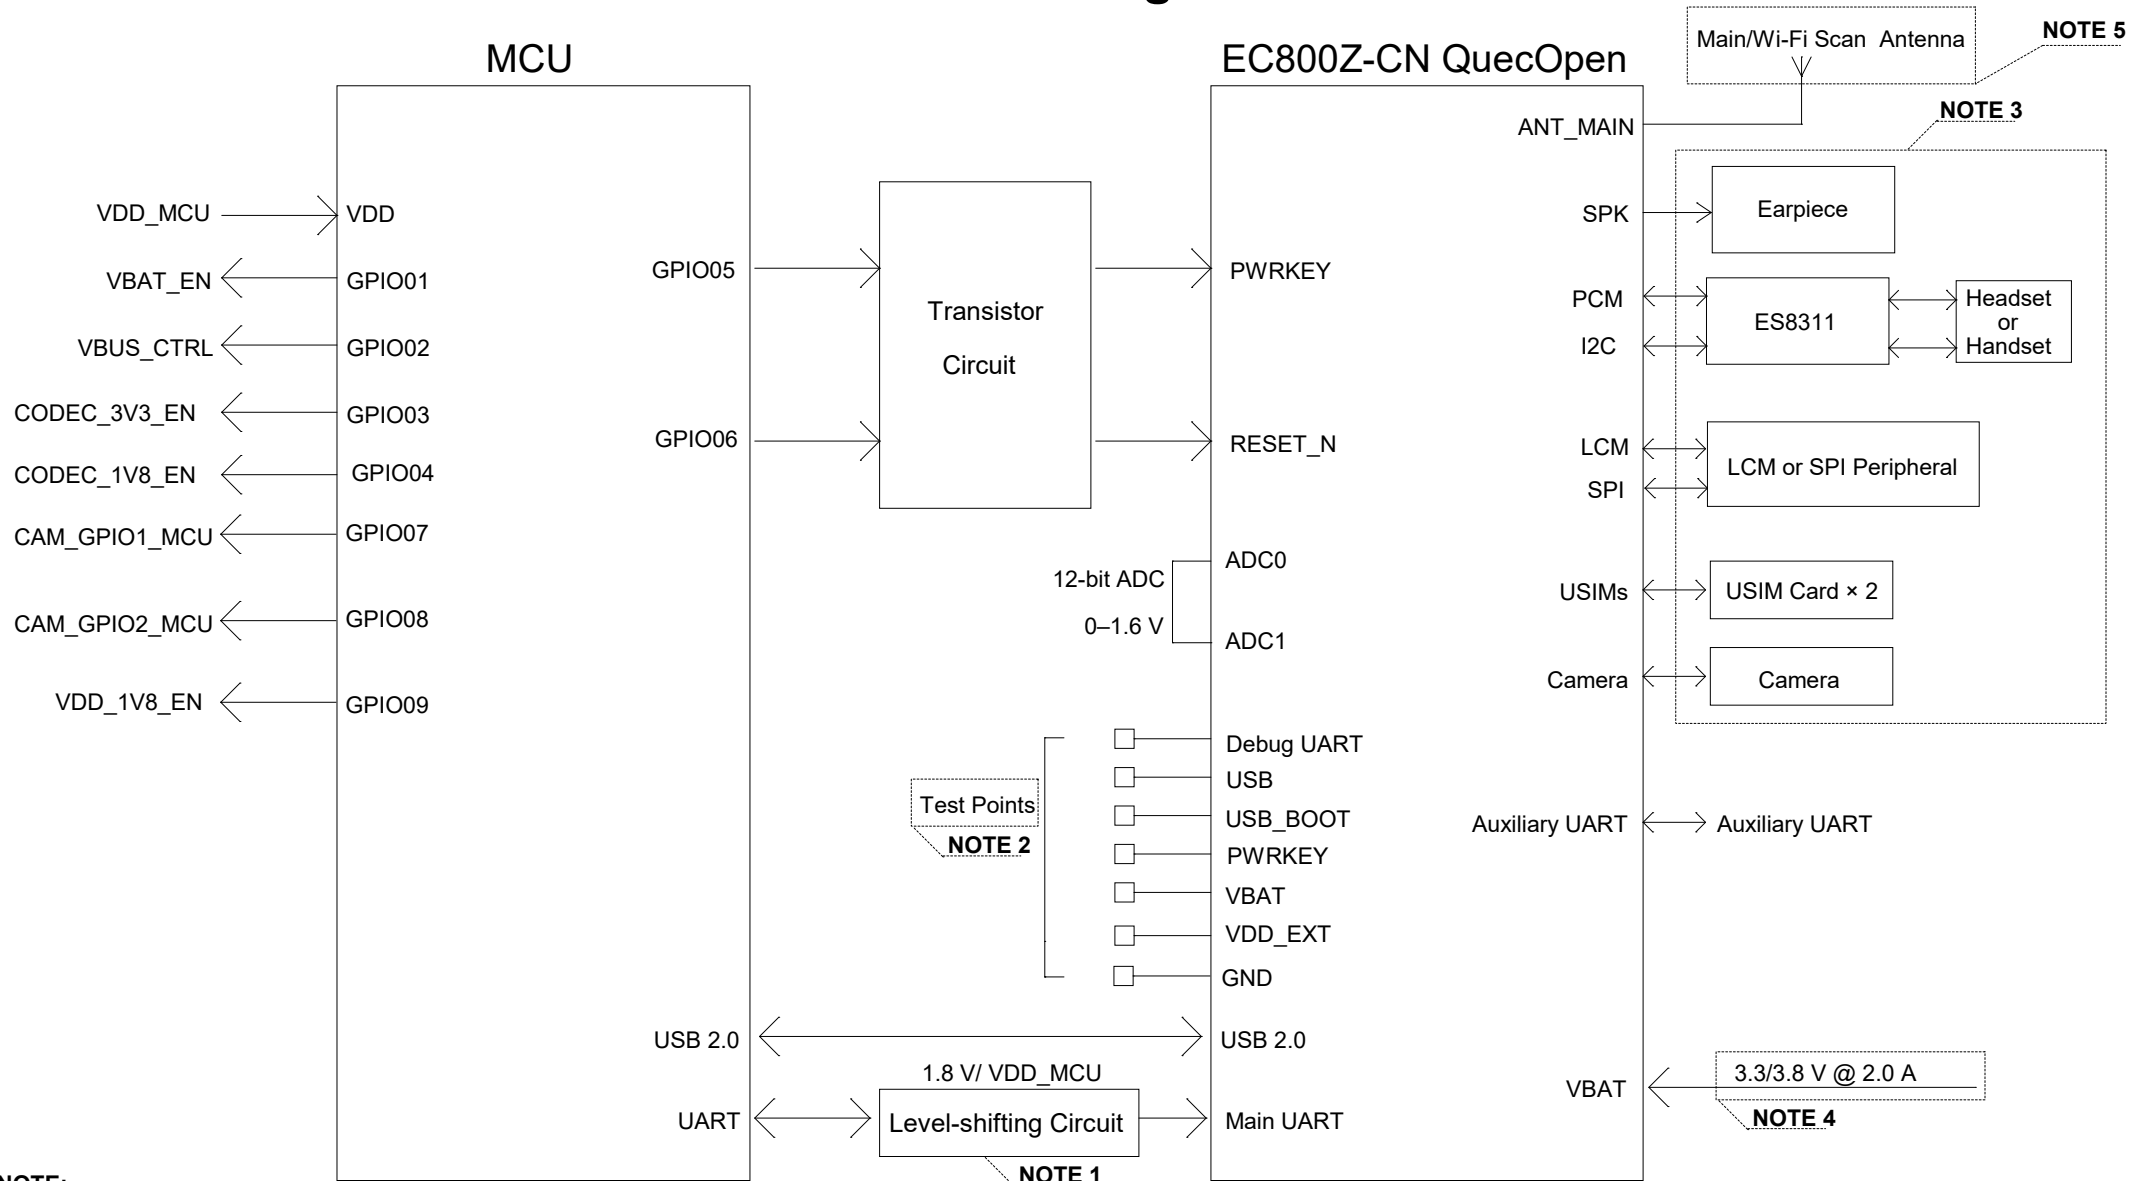 MCU
EC800Z-CN QuecOpen
Main/Wi-Fi Scan Antenna
NOTE 5
NOTE 3
ANT_MAIN
VDD_MCU
VDD
VBAT_EN
GPIO01
VBUS_CTRL
GPIO02
CODEC_3V3_EN
GPIO03
CODEC_1V8_EN
GPIO04
CAM_GPIO1_MCU
GPIO07
CAM_GPIO2_MCU
GPIO08
VDD_1V8_EN
GPIO09
GPIO05
GPIO06
Transistor
Circuit
PWRKEY
RESET_N
12-bit ADC
0–1.6 V
ADC0
ADC1
Test Points
NOTE 2
Debug UART
USB
USB_BOOT
PWRKEY
VBAT
VDD_EXT
GND
USB 2.0
USB 2.0
1.8 V/ VDD_MCU
UART
Level-shifting Circuit
Main UART
NOTE 1
SPK
Earpiece
PCM
I2C
ES8311
Headset
or
Handset
LCM
SPI
LCM or SPI Peripheral
USIMs
USIM Card × 2
Camera
Camera
Auxiliary UART
Auxiliary UART
VBAT
3.3/3.8 V @ 2.0 A
NOTE 4
NOTE: